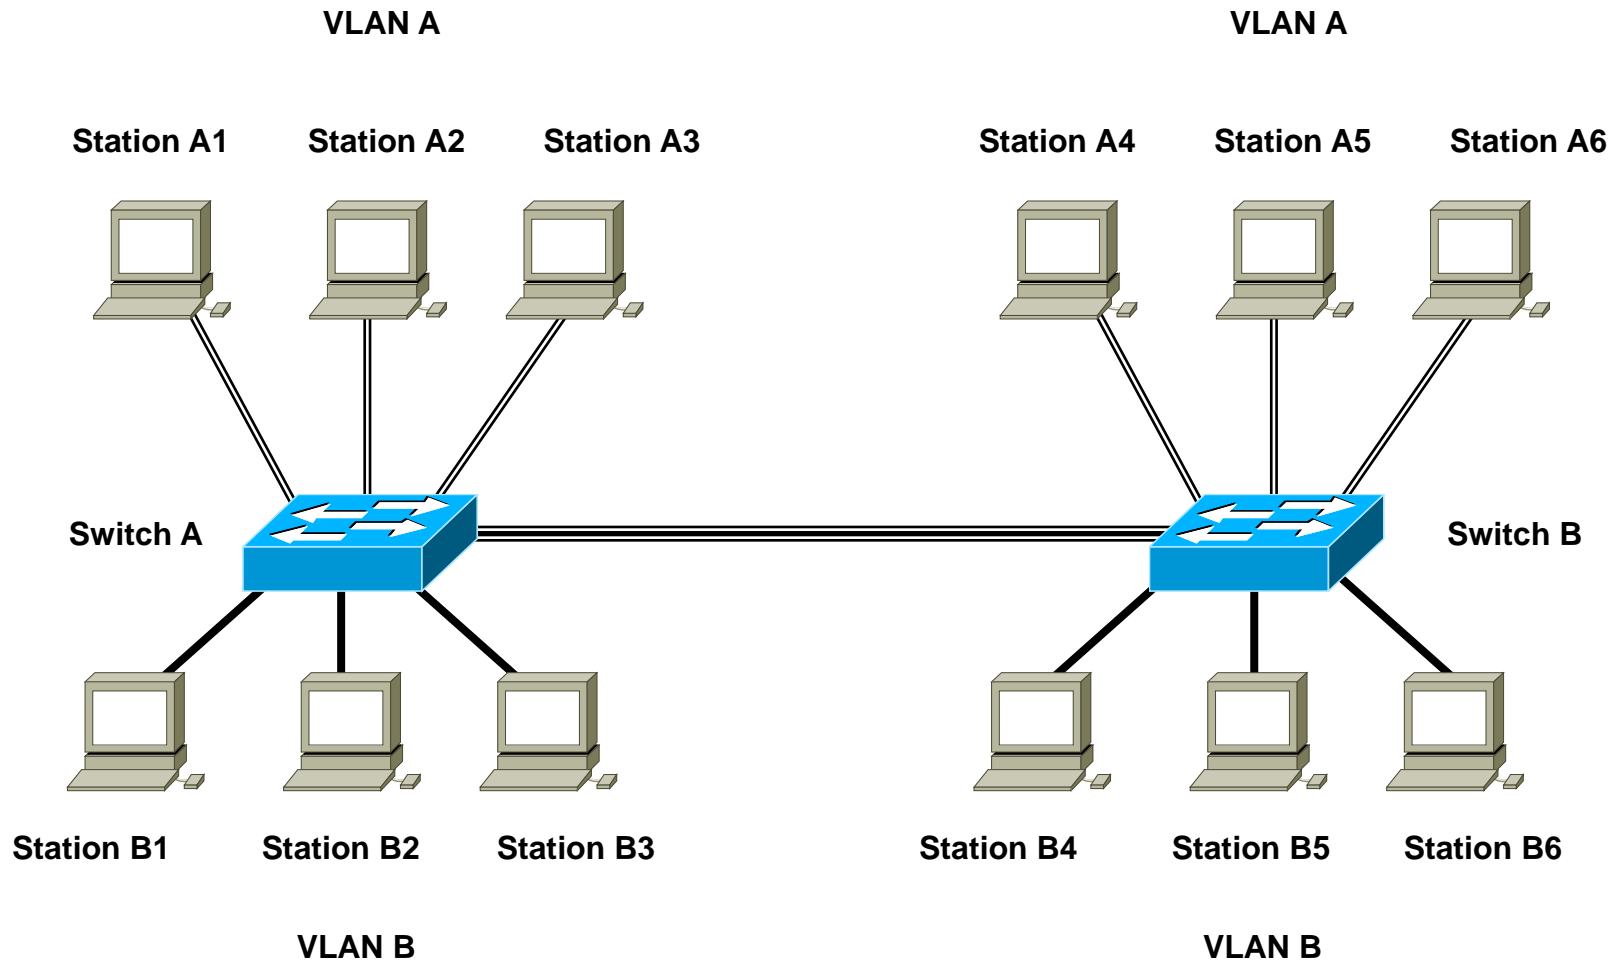 VLAN A
VLAN A
Station A1
Station A2
Station A3
Station A4
Station A5
Station A6
Switch A
Switch B
Station B1
Station B2
Station B3
Station B4
Station B5
Station B6
VLAN B
VLAN B